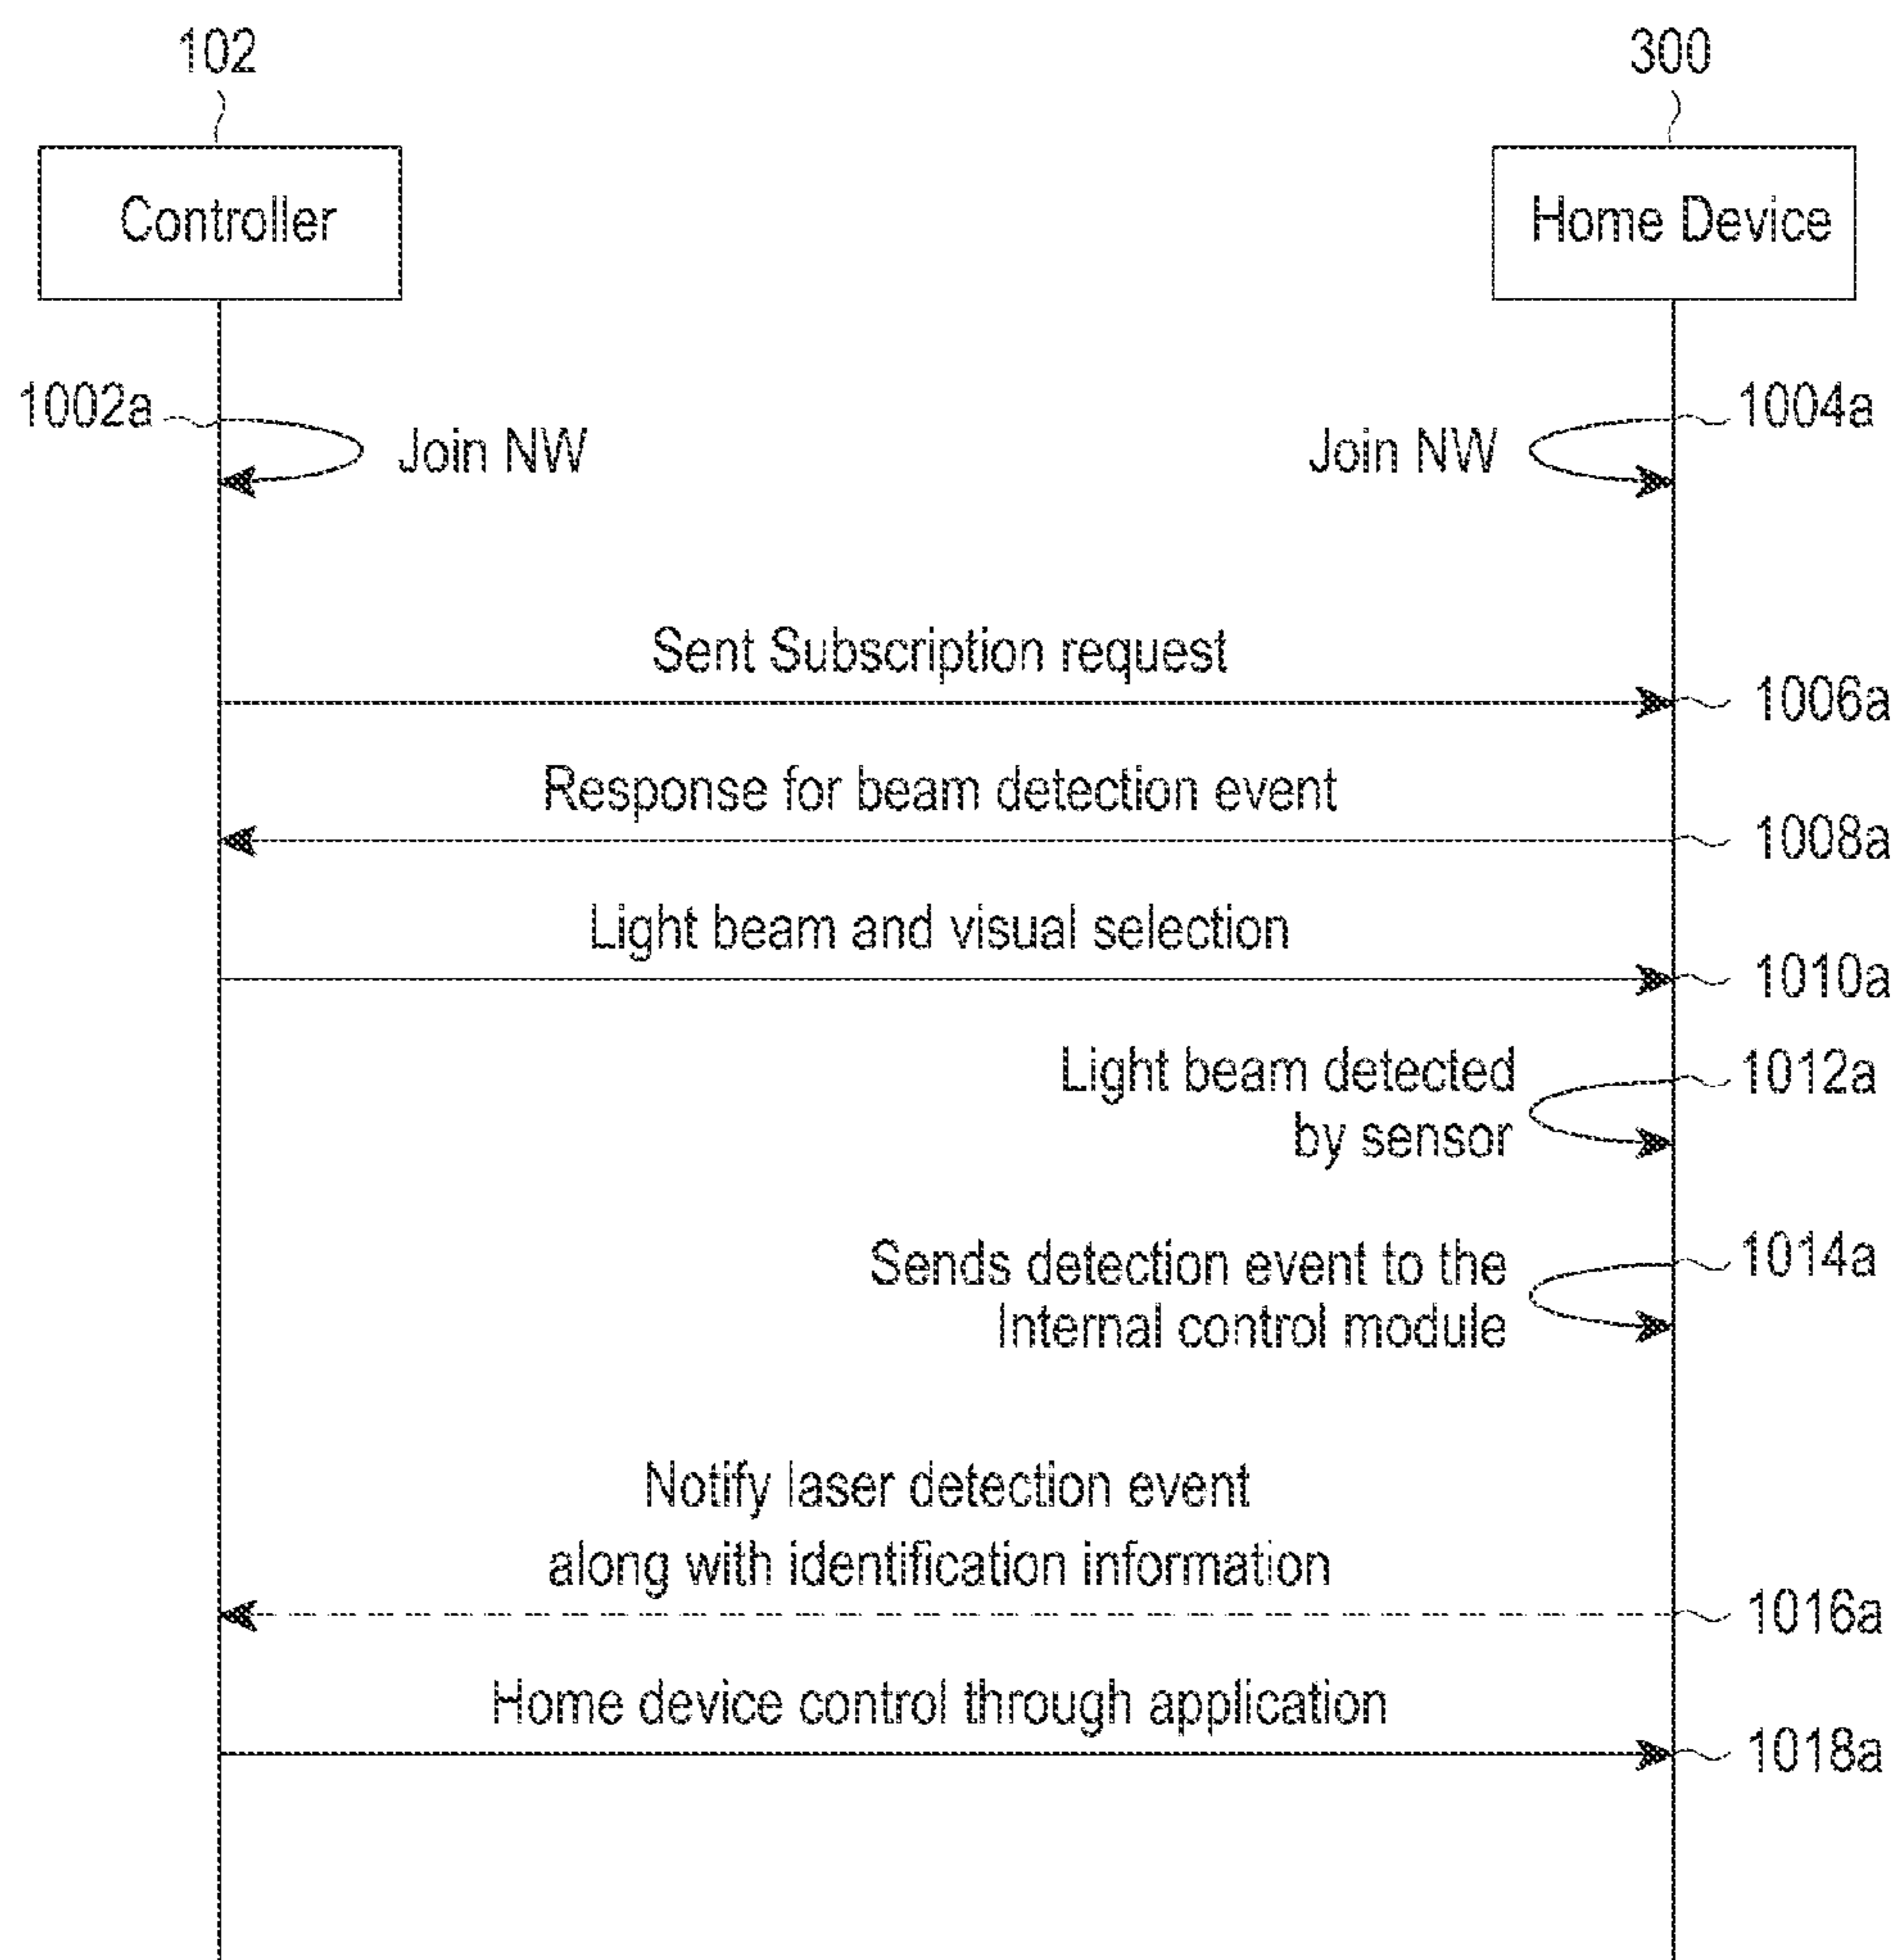 102
300
Controller
Home Device
1002a
Join NW
Join NW
1004a
Sent Subscription request
1006a
Response for beam detection event
1008a
Light beam and visual selection
1010a
Light beam detected
by sensor
1012a
Sends detection event to the
Internal control module
1014a
Notify laser detection event
along with identification information
1016a
Home device control through application
1018a